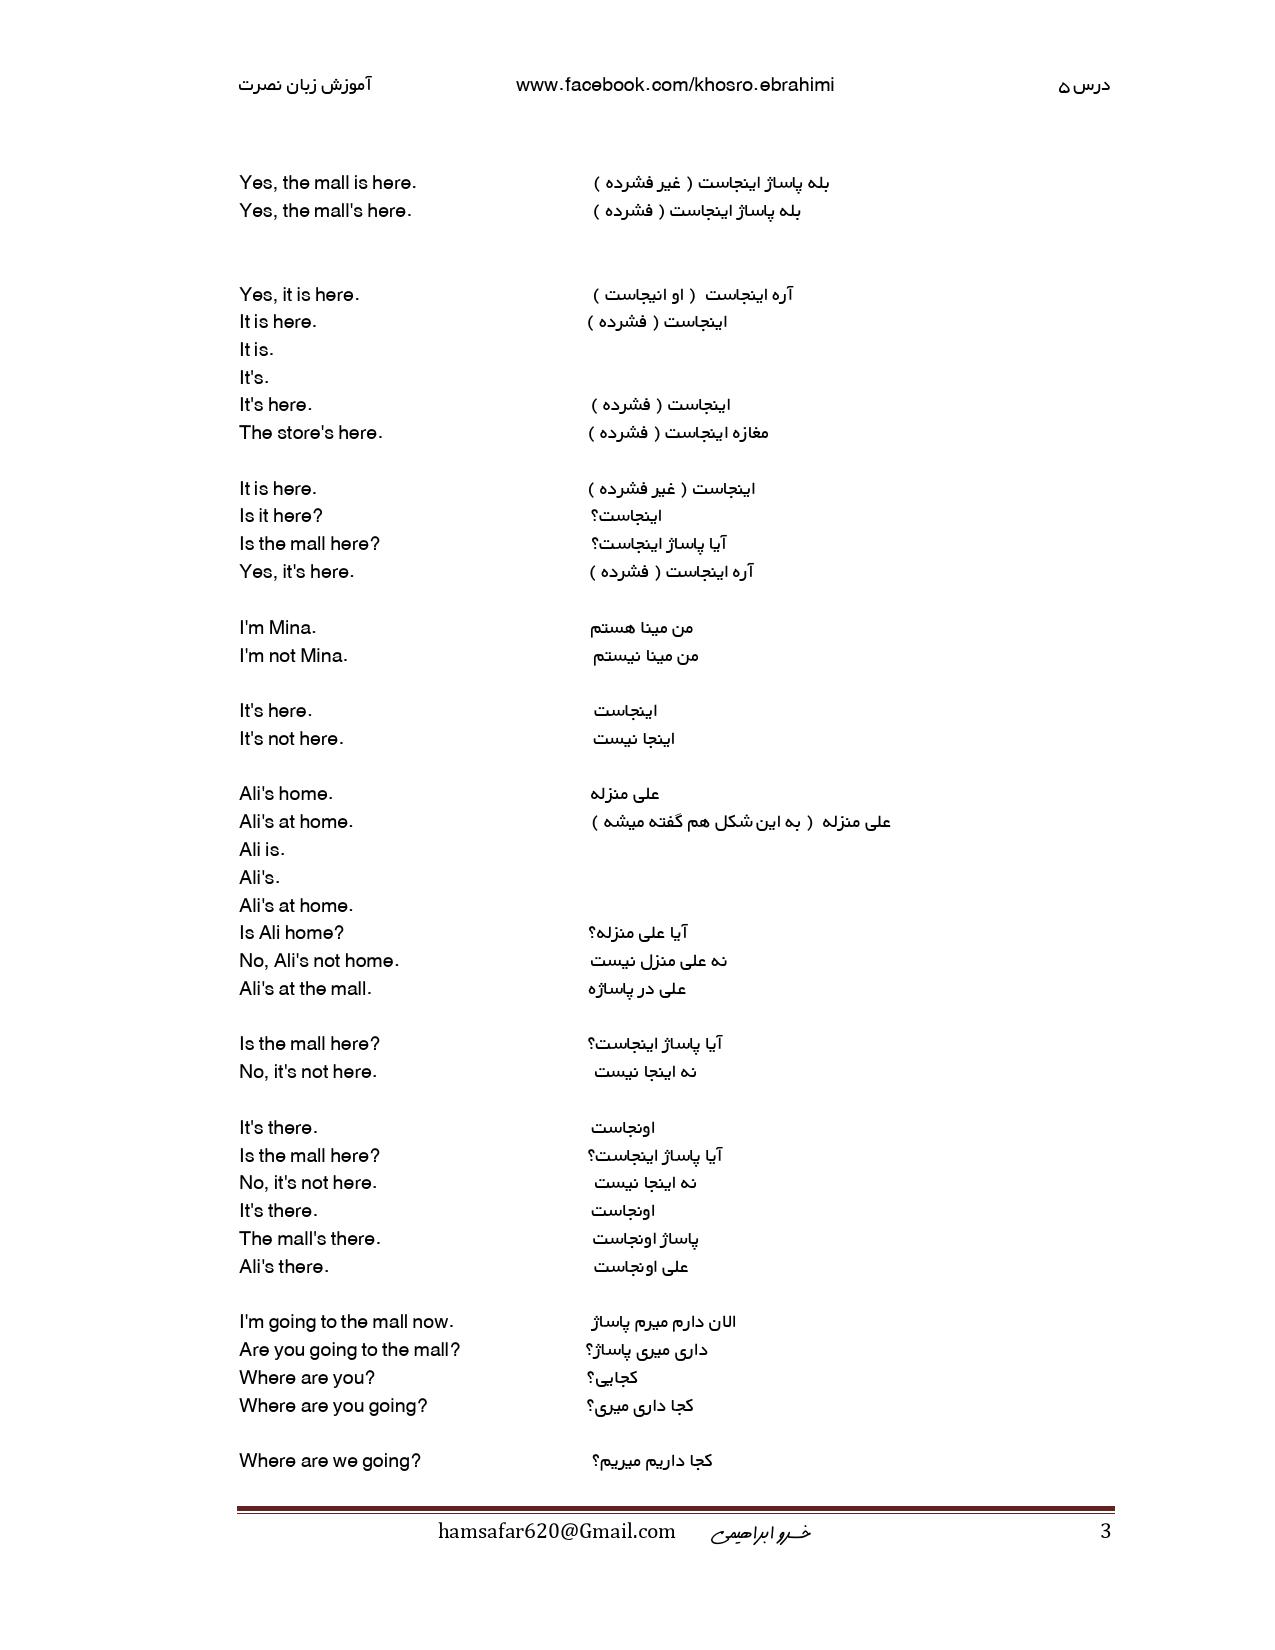 آموزش زبان نصرت www.facebook.com/khosro.ebrahimi درس ۵
Yes, the mall is here. بله پاساژ اینجاست ( غیر فشرده )
Yes, the mall's here. بله پاساژ اینجاست ( فشرده )
Yes, it is here. آره اینجاست ( او انیجاست )
It is here. اینجاست ( فشرده )
It is.
It's.
It's here. اینجاست ( فشرده )
The store's here. مغازه اینجاست ( فشرده )
It is here. اینجاست ( غیر فشرده )
Is it here? اینجاست؟
Is the mall here? آیا پاساژ اینجاست؟
Yes, it's here. آره اینجاست ( فشرده )
I'm Mina. من مینا هستم
I'm not Mina. من مینا نیستم
It's here. اینجاست
It's not here. اینجا نیست
Ali's home. علی منزله
Ali's at home. علی منزله ( به این شکل هم گفته میشه )
Ali is.
Ali's.
Ali's at home.
Is Ali home? آیا علی منزله؟
No, Ali's not home. نه علی منزل نیست
Ali's at the mall. علی در پاساژه
Is the mall here? آیا پاساژ اینجاست؟
No, it's not here. نه اینجا نیست
It's there. اونجاست
Is the mall here? آیا پاساژ اینجاست؟
No, it's not here. نه اینجا نیست
It's there. اونجاست
The mall's there. پاساژ اونجاست
Ali's there. علی اونجاست
I'm going to the mall now. الان دارم میرم پاساژ
Are you going to the mall? داری میری پاساژ؟
Where are you? کجایی؟
Where are you going? کجا داری میری؟
Where are we going? کجا داریم میریم؟
hamsafar620@Gmail.com خسرو ابراهیمی 3